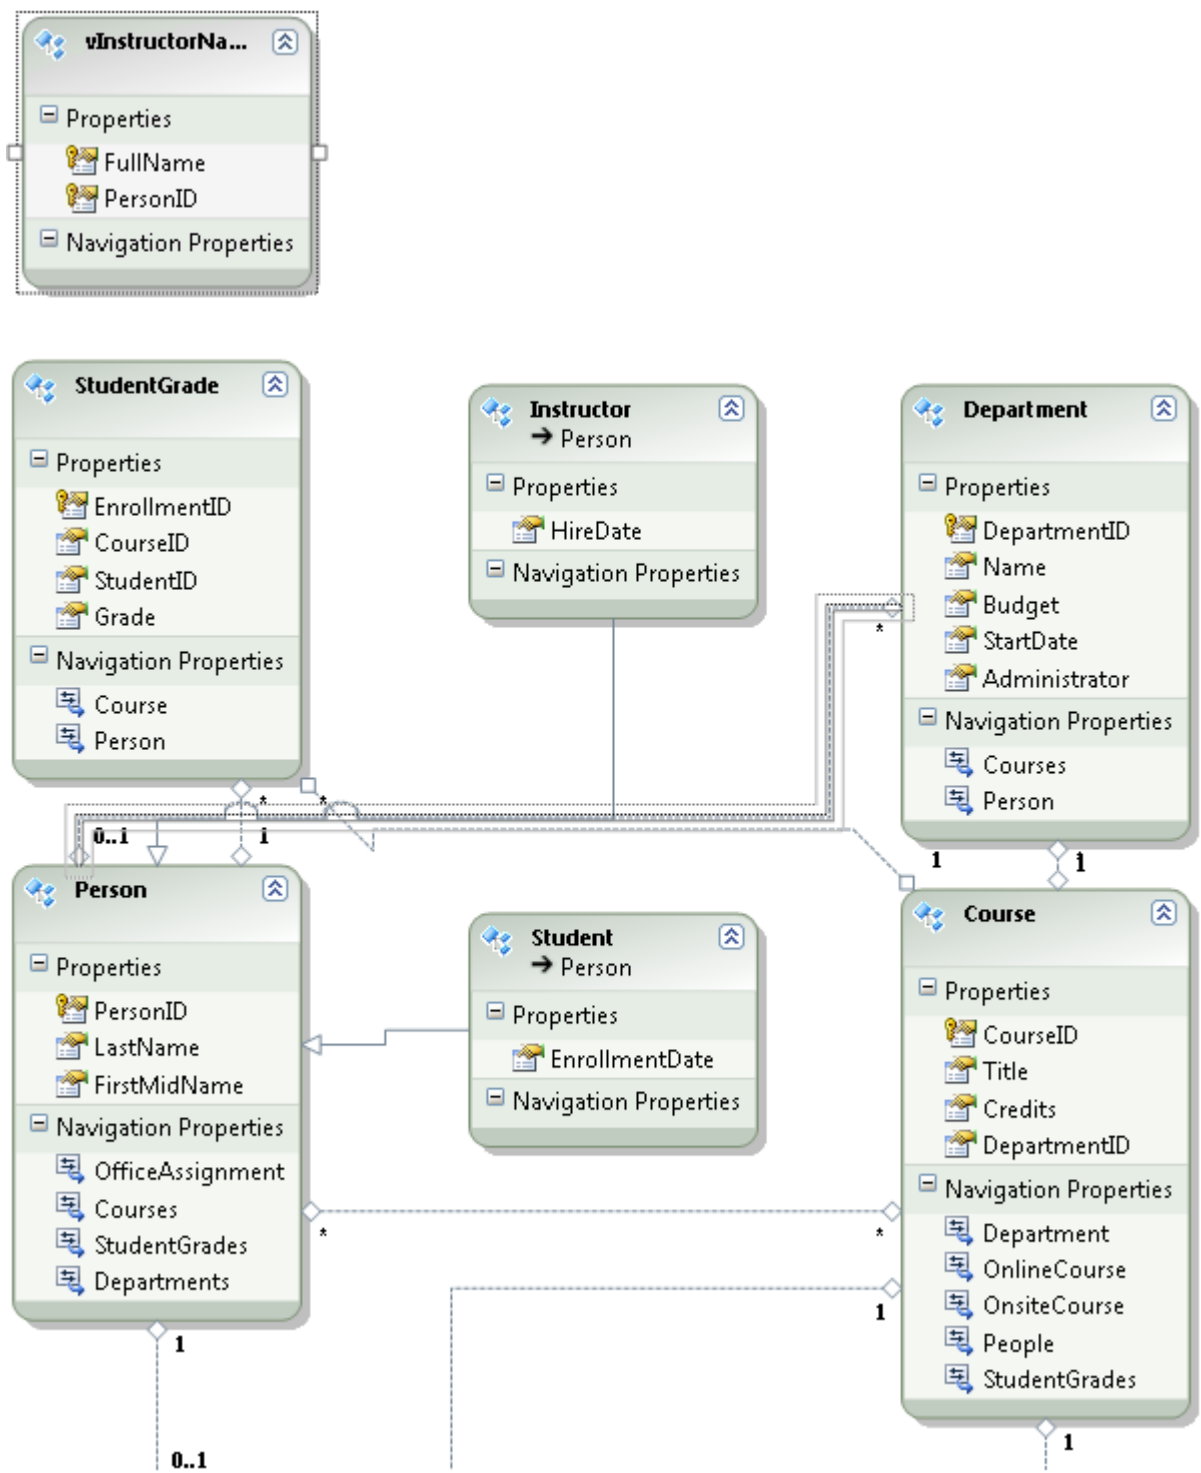 vInstructorNa...
Properties
FullName
PersonID
Navigation Properties
StudentGrade
Properties
EnrollmentID
CourseID
StudentID
Grade
Navigation Properties
Course
Person
Instructor
Person
Properties
HireDate
Navigation Properties
Department
Properties
DepartmentID
Name
Budget
StartDate
Administrator
Navigation Properties
Courses
Person
*
*
*
0..1
1
1
1
Person
Properties
PersonID
LastName
FirstMidName
Navigation Properties
OfficeAssignment
Courses
StudentGrades
Departments
Student
Person
Properties
EnrollmentDate
Navigation Properties
Course
Properties
CourseID
Title
Credits
DepartmentID
Navigation Properties
Department
OnlineCourse
OnsiteCourse
People
StudentGrades
*
*
1
1
1
0..1